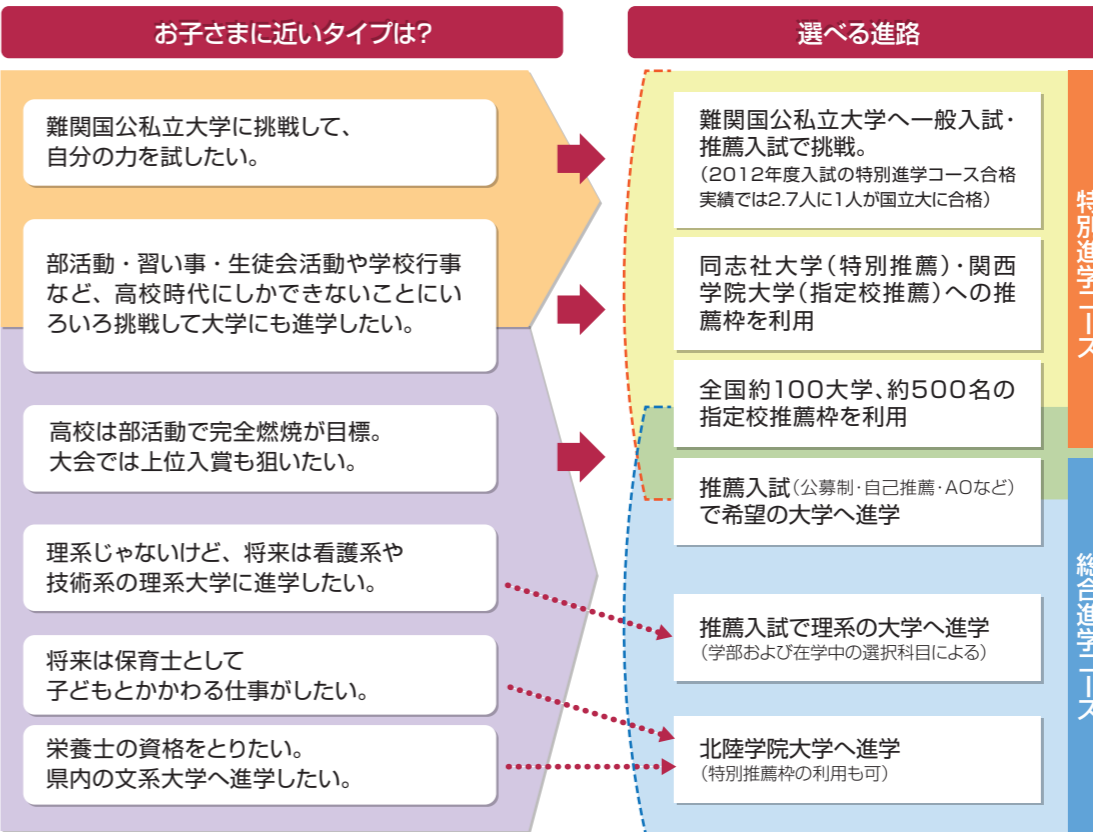 お子さまに近いタイプは?
難関国公私立大学に挑戦して、
自分の力を試したい。
部活動・習い事・生徒会活動や学校行事
など、高校時代にしかできないことにい
ろいろ挑戦して大学にも進学したい。
高校は部活動で完全燃焼が目標。
大会では上位入賞も狙いたい。
理系じゃないけど、将来は看護系や
技術系の理系大学に進学したい。
将来は保育士として
子どもとかかわる仕事がしたい。
栄養士の資格をとりたい。
県内の文系大学へ進学したい。
選べる進路
難関国公私立大学へ一般入試・
推薦入試で挑戦。
(2012年度入試の特別進学コース合格
実績では2.7人に1人が国立大に合格)
同志社大学(特別推薦)・関西
学院大学(指定校推薦)への推
薦枠を利用
全国約100大学、約500名の
指定校推薦枠を利用
推薦入試(公募制・自己推薦・AOなど)
で希望の大学へ進学
推薦入試で理系の大学へ進学
(学部および在学中の選択科目による)
北陸学院大学へ進学
(特別推薦枠の利用も可)
特別進学コース
総合進学コース